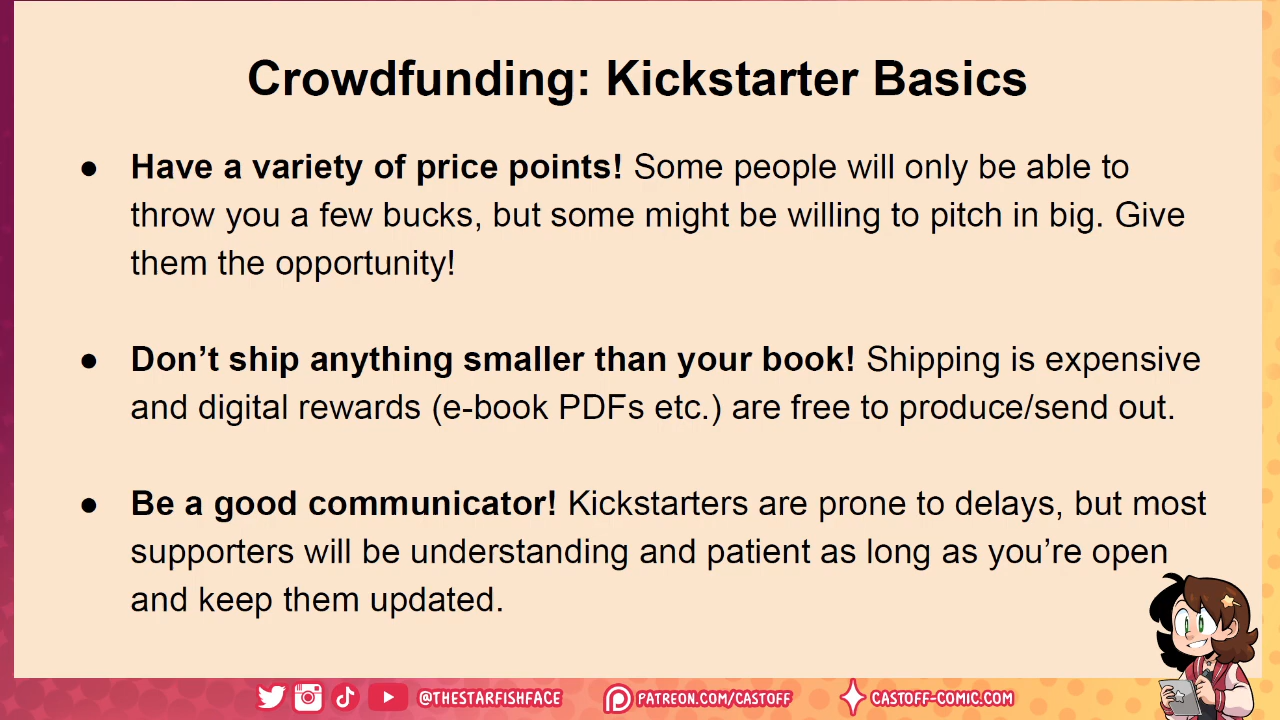 Crowdfunding: Kickstarter Basics
● Have a variety of price points! Some people will only be able to
throw you a few bucks, but some might be willing to pitch in big. Give
them the opportunity!
● Don’t ship anything smaller than your book! Shipping is expensive
and digital rewards (e-book PDFs etc.) are free to produce/send out.
● Be a good communicator! Kickstarters are prone to delays, but most
supporters will be understanding and patient as long as you’re open
and keep them updated.
@THESTARFISHFACE PATREON.COM/CASTOFF CASTOFF-COMIC.COM